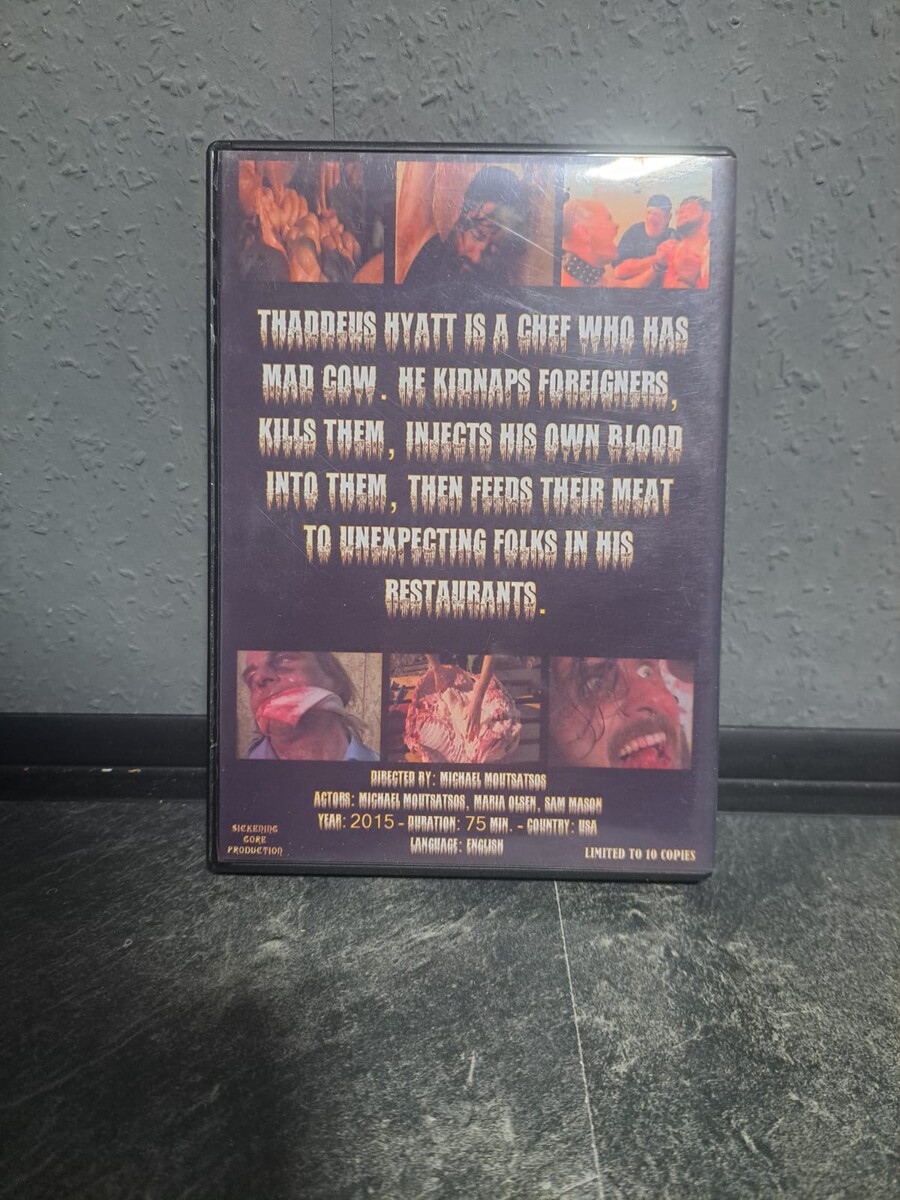 THADDEUS HYATT IS A CHEF WHO HAS
MAD COW. HE KIDNAPS FOREIGNERS,
KILLS THEM, INJECTS HIS OWN BLOOD
INTO THEM, THEN FEEDS THEIR MEAT
TO UNEXPECTING FOLKS IN HIS
RESTAURANTS.
DIRECTED BY: MICHAEL MOUTSATSOS
ACTORS: MICHAEL MOUTSATSOS, MARIA OLSEN, SAM MASON
YEAR: 2015 - DURATION: 75 MIN. - COUNTRY: USA
LANGUAGE: ENGLISH
SICKENING
GORE
PRODUCTION
LIMITED TO 10 COPIES